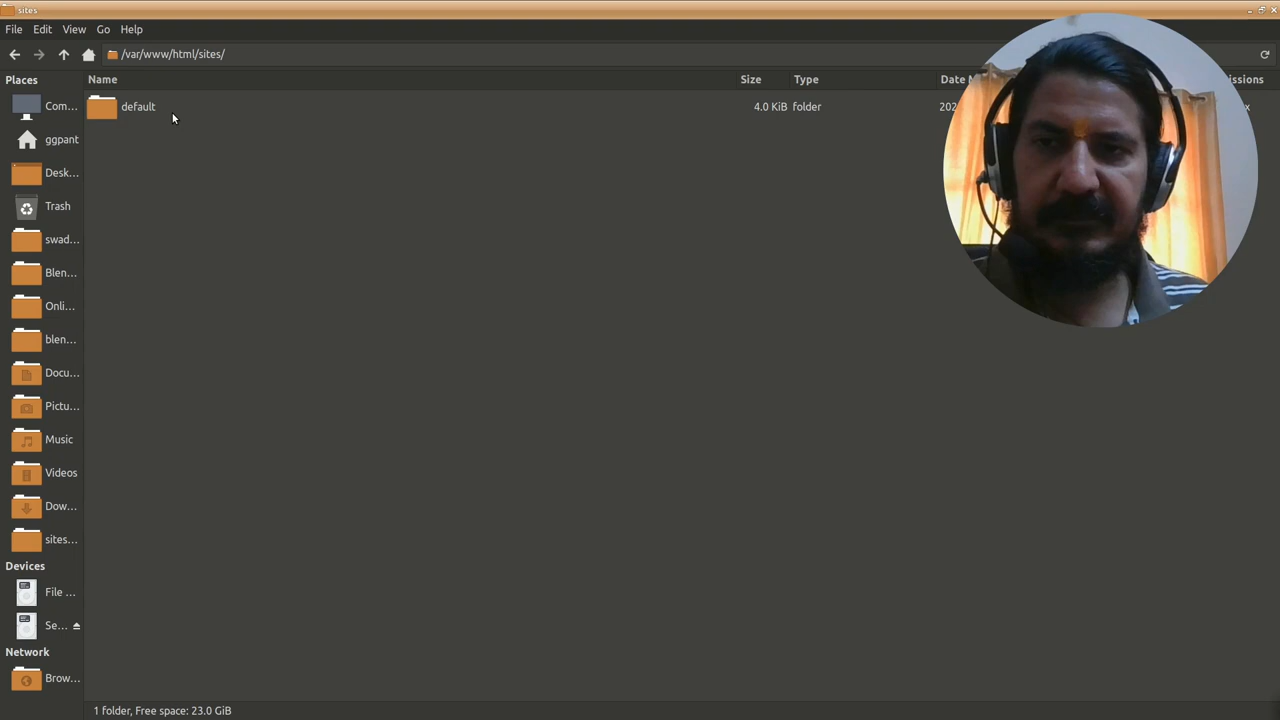 sites
File Edit View Go Help
/var/www/html/sites/
Places
Name Size Type Date
Com...
default 4.0 KiB folder
ggpant
Desk...
Trash
swad...
Blen...
Onli...
blen...
Docu...
Pictu...
Music
Videos
Dow...
sites...
Devices
File ...
Se...
Network
Brow...
1 folder, Free space: 23.0 GiB